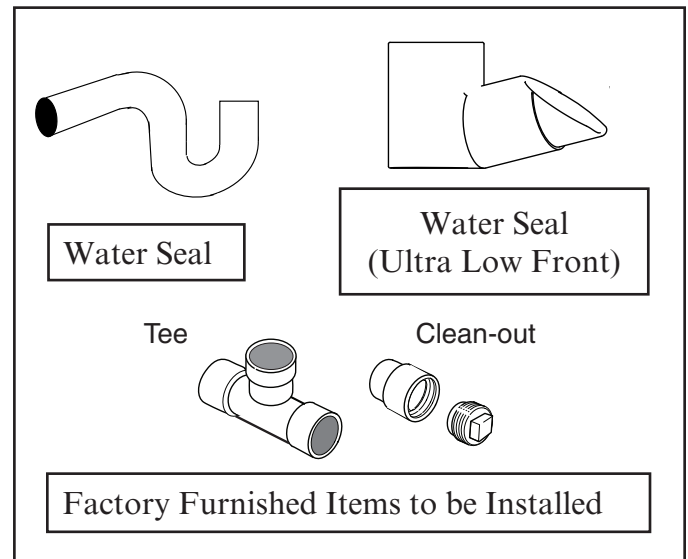 Water Seal
Water Seal
(Ultra Low Front)
Tee
Clean-out
Factory Furnished Items to be Installed